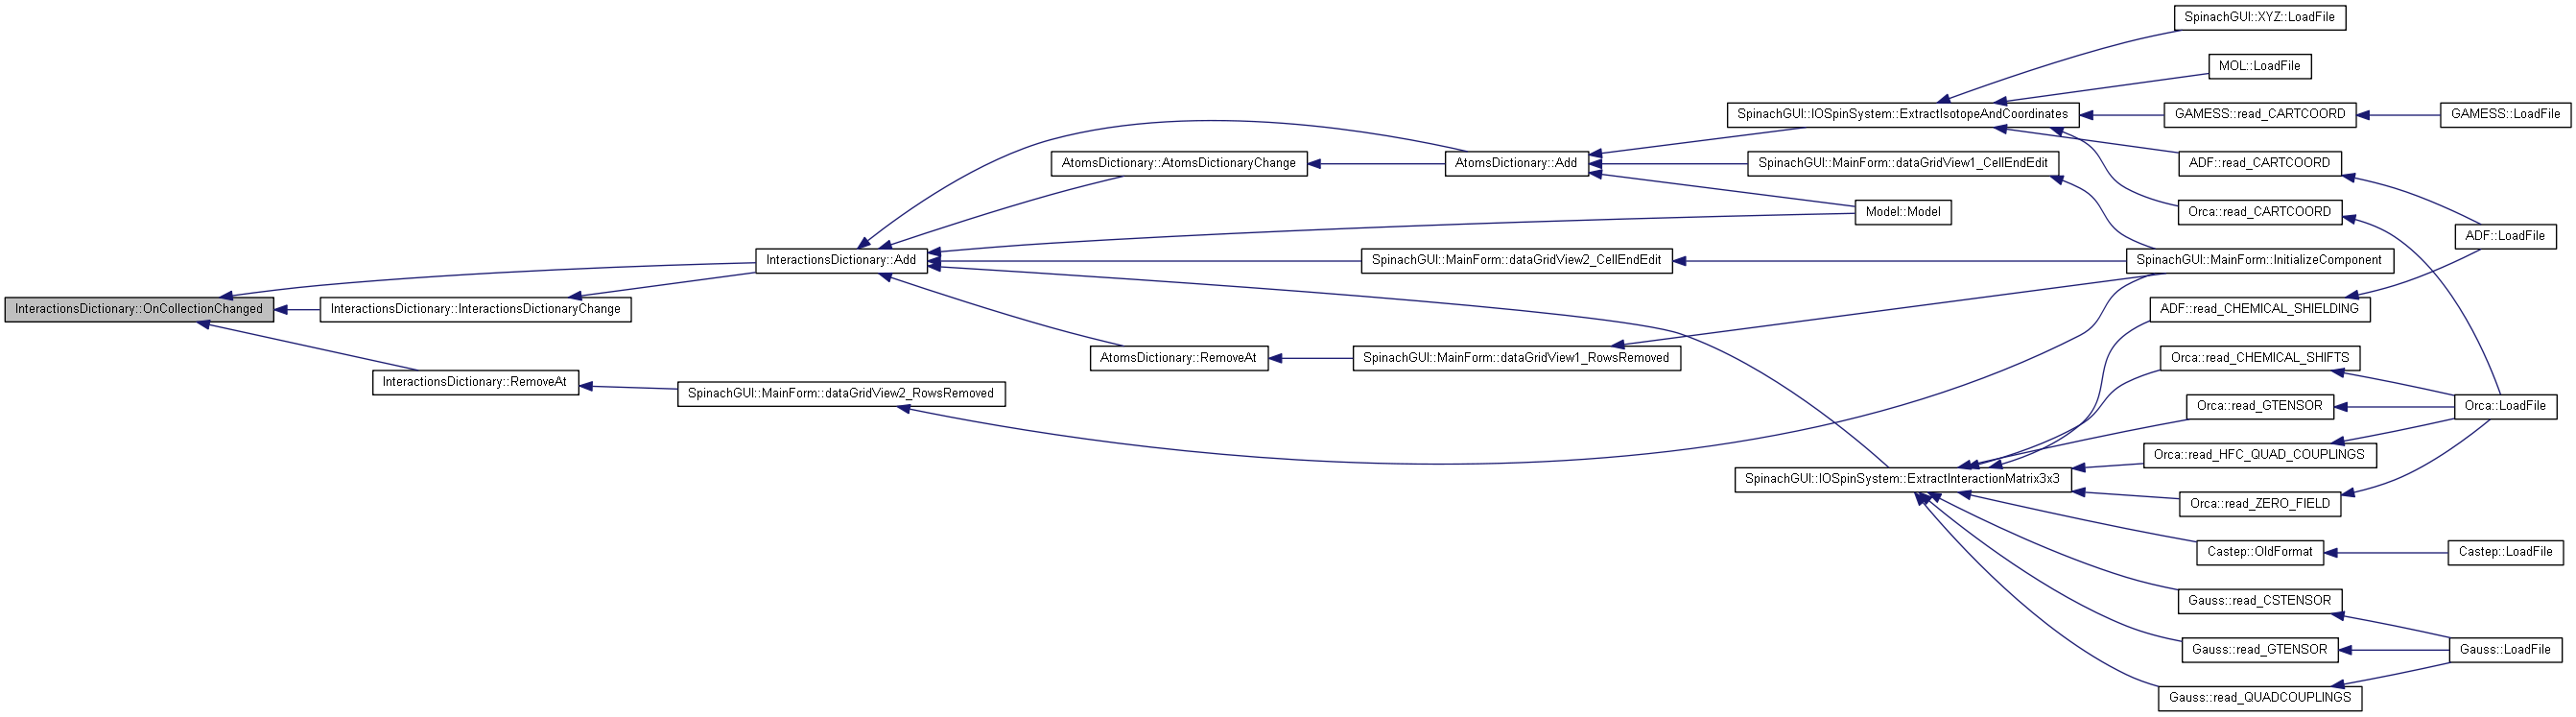 SpinachGUI::XYZ::LoadFile
MOL::LoadFile
SpinachGUI::IOSpinSystem::ExtractIsotopeAndCoordinates
GAMESS::read_CARTCOORD
GAMESS::LoadFile
AtomsDictionary::AtomsDictionaryChange
AtomsDictionary::Add
SpinachGUI::MainForm::dataGridView1_CellEndEdit
ADF::read_CARTCOORD
Model::Model
Orca::read_CARTCOORD
ADF::LoadFile
InteractionsDictionary::Add
SpinachGUI::MainForm::dataGridView2_CellEndEdit
SpinachGUI::MainForm::InitializeComponent
InteractionsDictionary::OnCollectionChanged
InteractionsDictionary::InteractionsDictionaryChange
ADF::read_CHEMICAL_SHIELDING
AtomsDictionary::RemoveAt
SpinachGUI::MainForm::dataGridView1_RowsRemoved
Orca::read_CHEMICAL_SHIFTS
InteractionsDictionary::RemoveAt
SpinachGUI::MainForm::dataGridView2_RowsRemoved
Orca::read_GTENSOR
Orca::LoadFile
Orca::read_HFC_QUAD_COUPLINGS
SpinachGUI::IOSpinSystem::ExtractInteractionMatrix3x3
Orca::read_ZERO_FIELD
Castep::OldFormat
Castep::LoadFile
Gauss::read_CSTENSOR
Gauss::read_GTENSOR
Gauss::LoadFile
Gauss::read_QUADCOUPLINGS